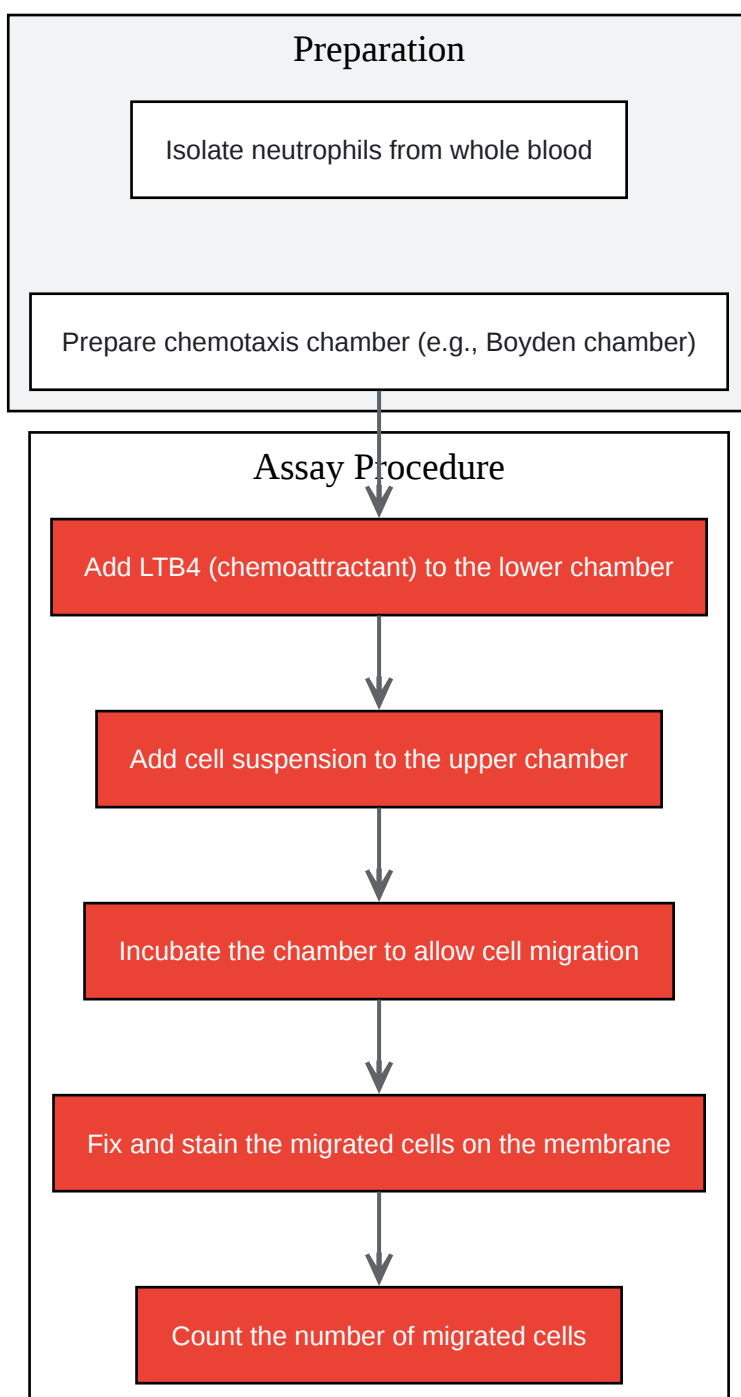 Preparation
Isolate neutrophils from whole blood
Prepare chemotaxis chamber (e.g., Boyden chamber)
Assay Procedure
Add LTB4 (chemoattractant) to the lower chamber
Add cell suspension to the upper chamber
Incubate the chamber to allow cell migration
Fix and stain the migrated cells on the membrane
Count the number of migrated cells